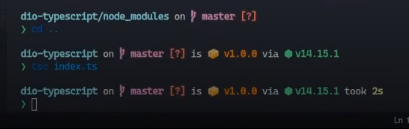 dio-typescript/node_modules on master [?]
❯ cd ..
dio-typescript on master [?] is 📦 v1.0.0 via ⬢ v14.15.1
❯ tsc index.ts
dio-typescript on master [?] is 📦 v1.0.0 via ⬢ v14.15.1 took 2s
❯
Ln